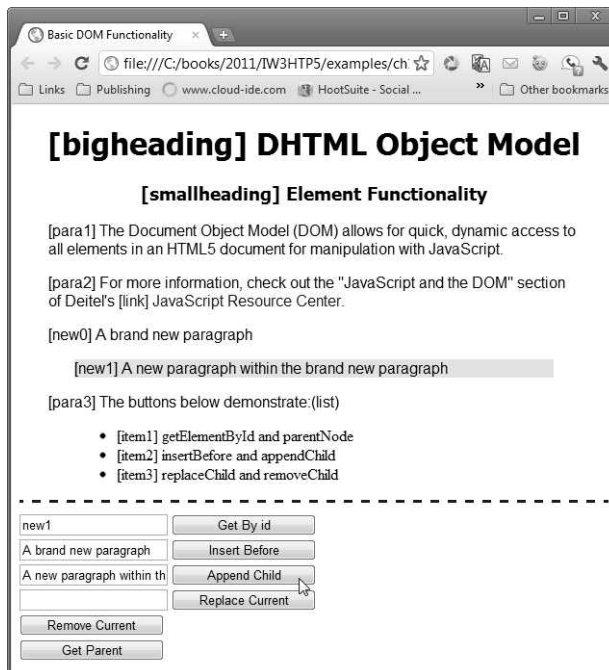 Basic DOM Functionality
file:///C:/books/2011/IW3HTP5/examples/ch
Links Publishing www.cloud-ide.com HootSuite - Social ... » Other bookmarks
[bigheading] DHTML Object Model
[smallheading] Element Functionality
[para1] The Document Object Model (DOM) allows for quick, dynamic access to
all elements in an HTML5 document for manipulation with JavaScript.
[para2] For more information, check out the "JavaScript and the DOM" section
of Deitel's [link] JavaScript Resource Center.
[new0] A brand new paragraph
[new1] A new paragraph within the brand new paragraph
[para3] The buttons below demonstrate:(list)
• [item1] getElementById and parentNode
• [item2] insertBefore and appendChild
• [item3] replaceChild and removeChild
new1 Get By id
A brand new paragraph Insert Before
A new paragraph within th Append Child
Replace Current
Remove Current
Get Parent